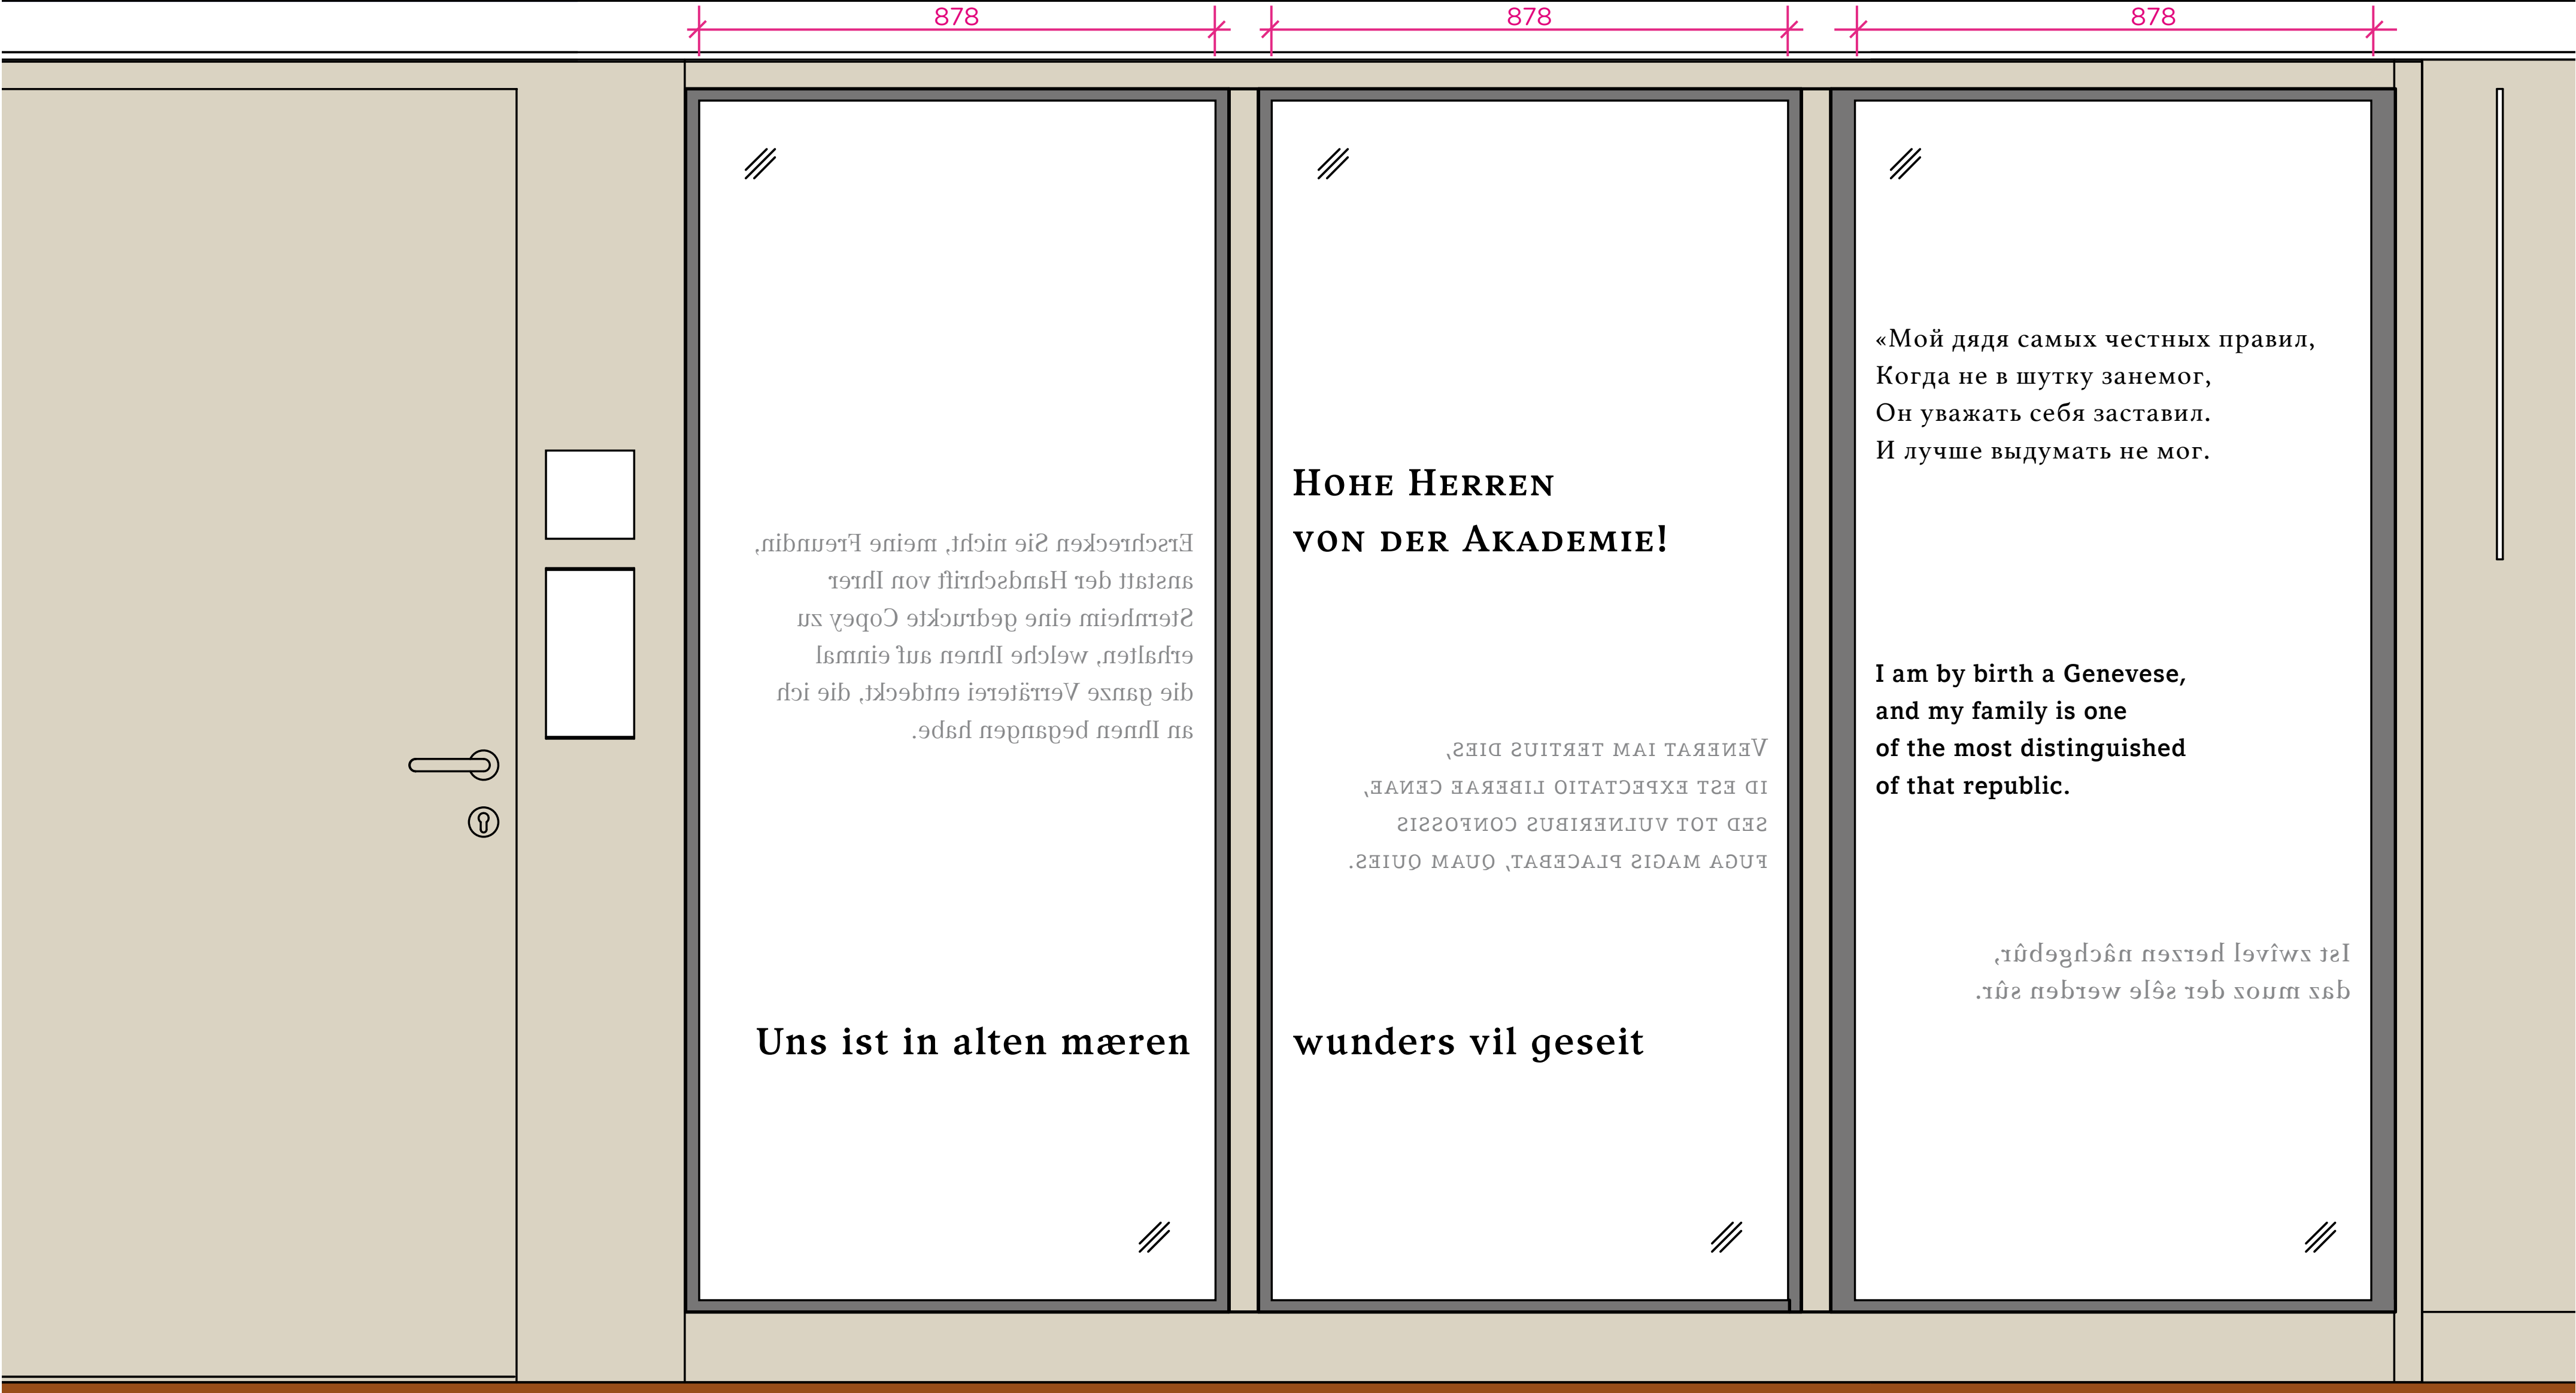 878
878
878
Erschrecken Sie nicht, meine Freundin,
anstatt der Handschrift von Ihrer
Sternheim eine gedruckte Copey zu
erhalten, welche Ihnen auf einmal
die ganze Verräterei entdeckt, die ich
an Ihnen begangen habe.
Uns ist in alten mæren
Hohe Herren
von der Akademie!
Venerat iam tertius dies,
id est expectatio liberae cenae,
sed tot vulneribus confossis
fuga magis placebat, quam quies.
wunders vil geseit
«Мой дядя самых честных правил,
Когда не в шутку занемог,
Он уважать себя заставил.
И лучше выдумать не мог.
I am by birth a Genevese,
and my family is one
of the most distinguished
of that republic.
Ist zwîvel herzen nâchgebûr,
daz muoz der sêle werden sûr.